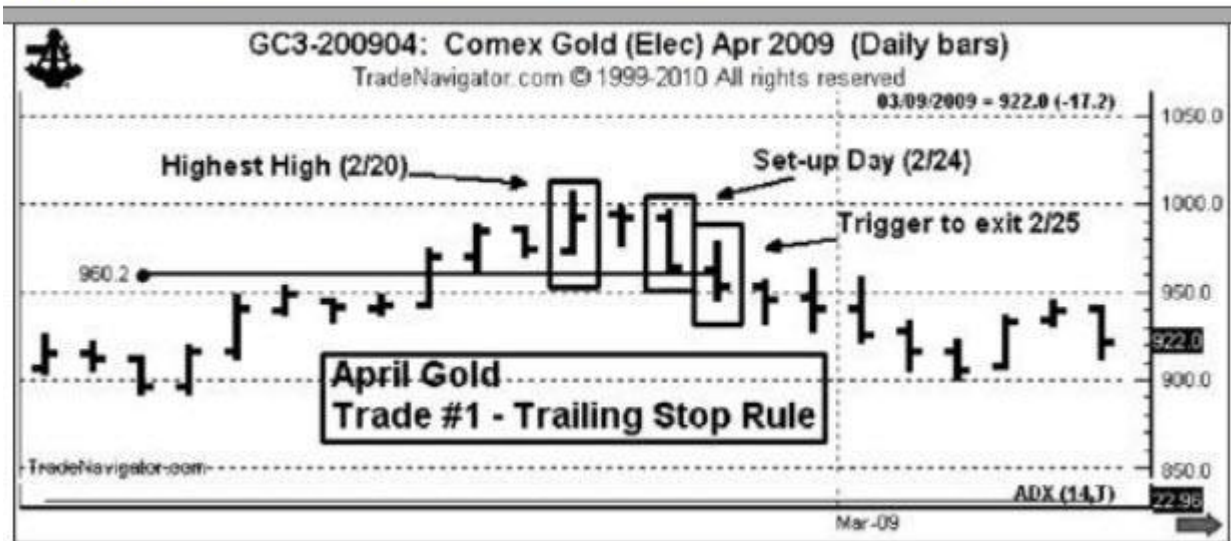 GC3-200904: Comex Gold (Elec) Apr 2009 (Daily bars)
TradeNavigator.com © 1999-2010 All rights reserved
03/09/2009 = 922.0 (-17.2)
1050.0
Highest High (2/20)
Set-up Day (2/24)
1000.0
Trigger to exit 2/25
960.2
950.0
922.0
April Gold
Trade #1 - Trailing Stop Rule
900.0
TradeNavigator.com
850.0
ADX (14,T)
22.96
Mar-09